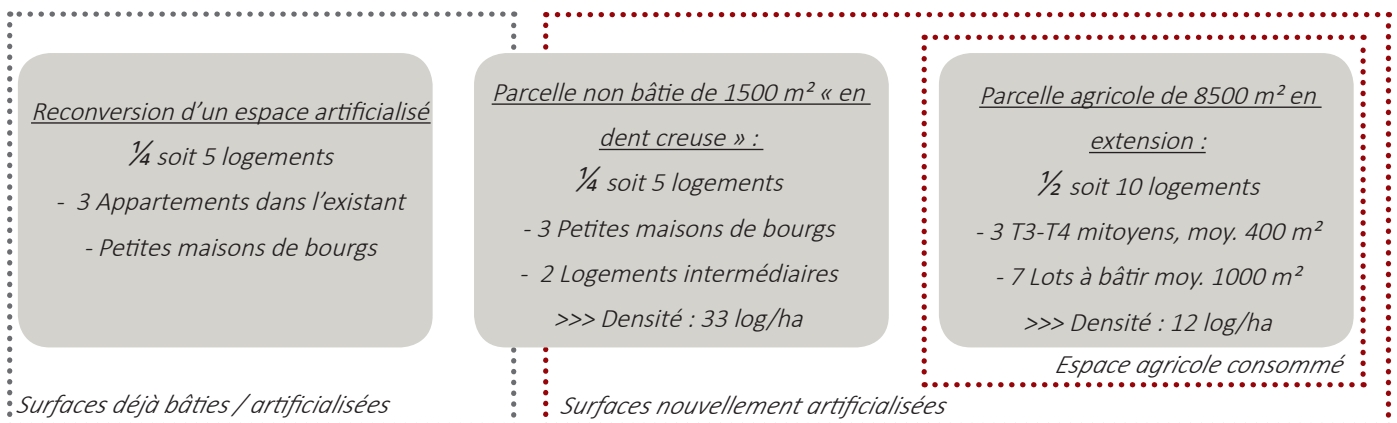 Reconversion d’un espace artificialisé
¼ soit 5 logements
- 3 Appartements dans l’existant
- Petites maisons de bourgs
Parcelle non bâtie de 1500 m² « en
dent creuse » :
¼ soit 5 logements
- 3 Petites maisons de bourgs
- 2 Logements intermédiaires
>>> Densité : 33 log/ha
Parcelle agricole de 8500 m² en
extension :
½ soit 10 logements
- 3 T3-T4 mitoyens, moy. 400 m²
- 7 Lots à bâtir moy. 1000 m²
>>> Densité : 12 log/ha
Espace agricole consommé
Surfaces déjà bâties / artificialisées
Surfaces nouvellement artificialisées